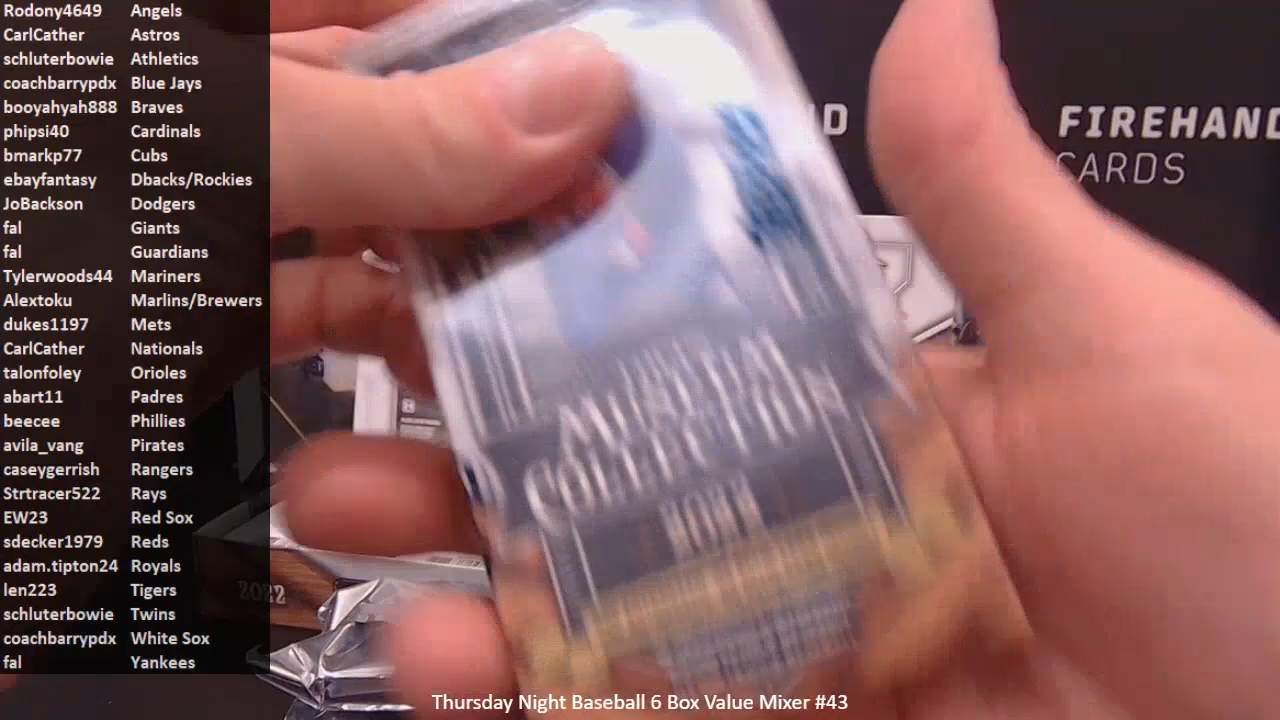 Rodony4649 Angels
CarlCather Astros
schluterbowie Athletics
coachbarrypdx Blue Jays
booyahyah888 Braves
phipsi40 Cardinals
bmarkp77 Cubs
ebayfantasy Dbacks/Rockies
JoBackson Dodgers
fal Giants
fal Guardians
Tylerwoods44 Mariners
Alextoku Marlins/Brewers
dukes1197 Mets
CarlCather Nationals
talonfoley Orioles
abart11 Padres
beecee Phillies
avila_vang Pirates
caseygerrish Rangers
Strtracer522 Rays
EW23 Red Sox
sdecker1979 Reds
adam.tipton24 Royals
len223 Tigers
schluterbowie Twins
coachbarrypdx White Sox
fal Yankees
D
FIREHAND
CARDS
COLLECTION
2022
Thursday Night Baseball 6 Box Value Mixer #43